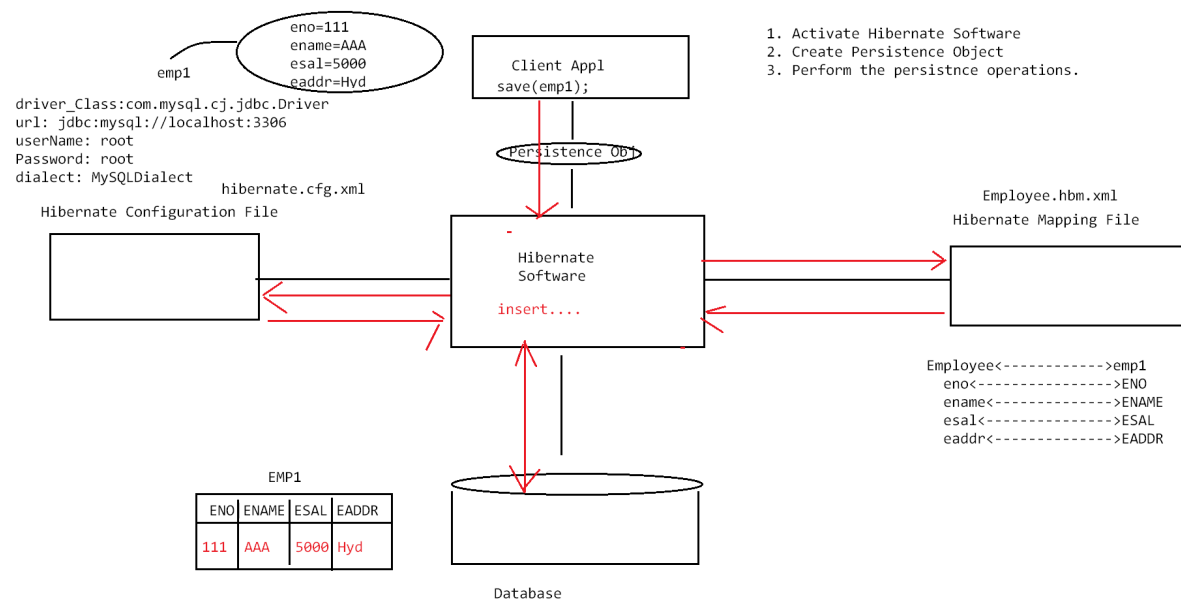 eno=111
ename=AAA
esal=5000
eaddr=Hyd
emp1
Client Appl
save(emp1);
1. Activate Hibernate Software
2. Create Persistence Object
3. Perform the persistnce operations.
driver_Class:com.mysql.cj.jdbc.Driver
url: jdbc:mysql://localhost:3306
userName: root
Password: root
dialect: MySQLDialect
Persistence Obj
hibernate.cfg.xml
Hibernate Configuration File
Employee.hbm.xml
Hibernate Mapping File
Hibernate
Software
insert....
Employee<------------>emp1
eno<--------------->ENO
ename<-------------->ENAME
esal<--------------->ESAL
eaddr<-------------->EADDR
EMP1
ENO ENAME ESAL EADDR
111 AAA 5000 Hyd
Database